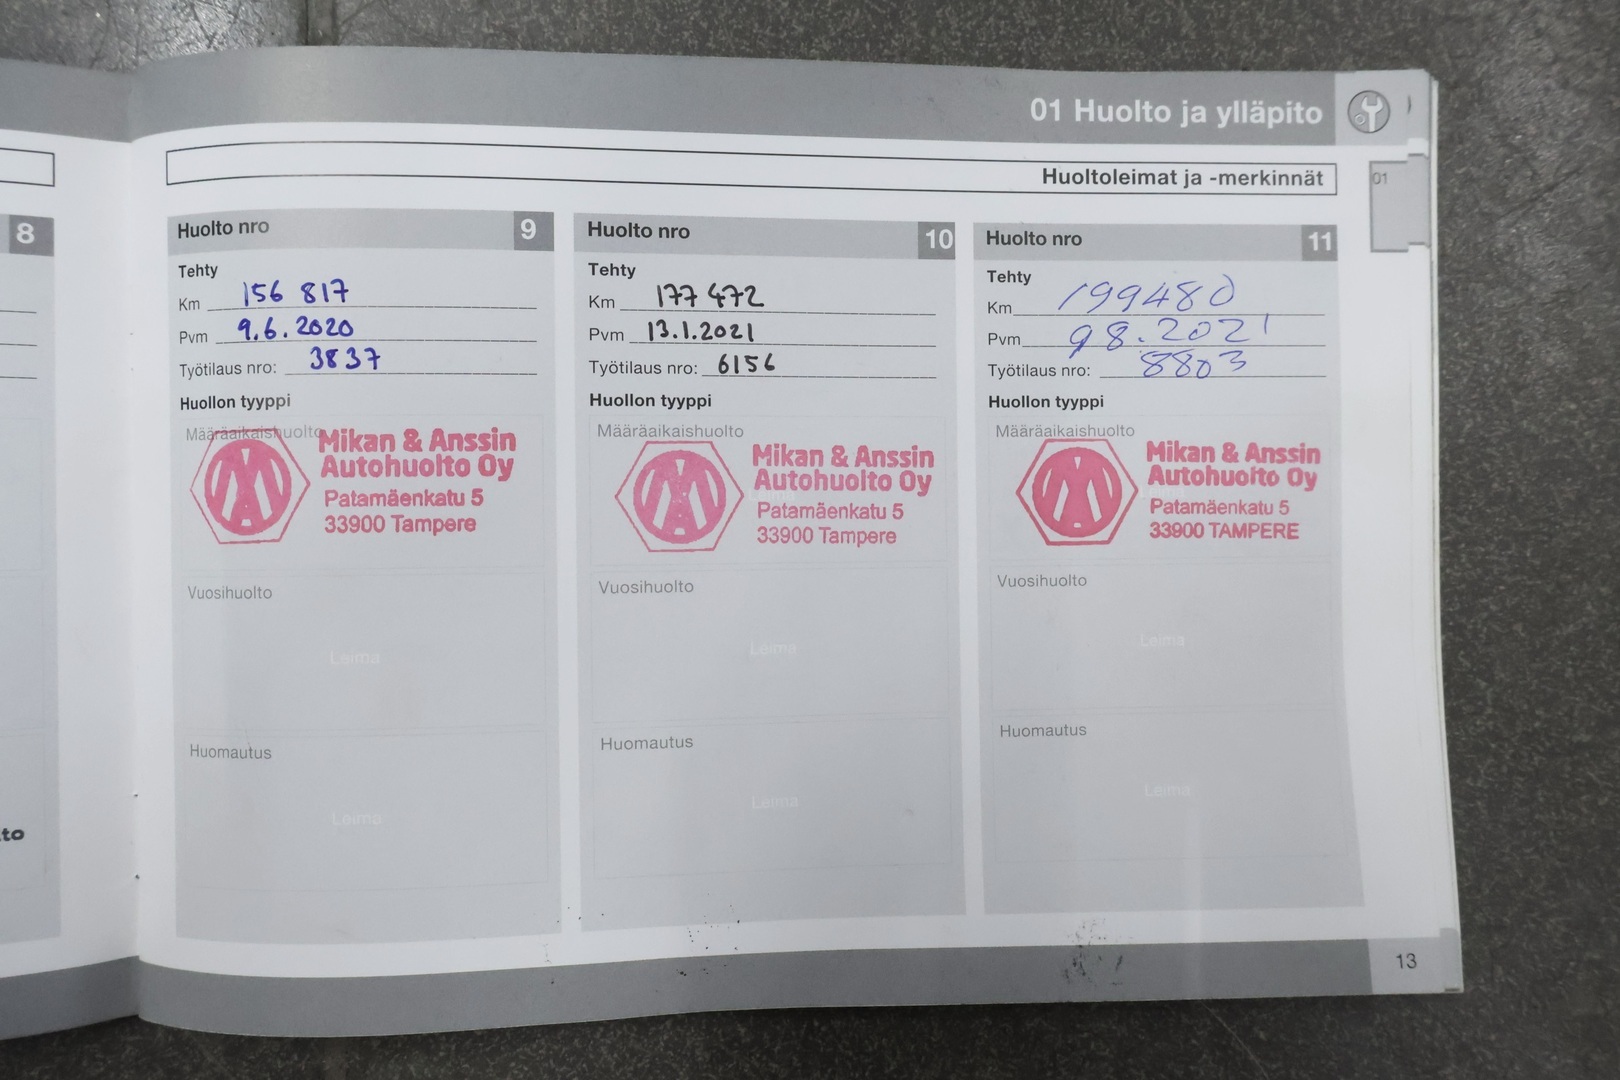 01 Huolto ja ylläpito
Huoltoleimat ja -merkinnät
01
8
to
Huolto nro 9
Tehty
Km 156 817
Pvm 9.6.2020
Työtilaus nro: 3837
Huollon tyyppi
Määräaikaishuolto
Mikan & Anssin
Autohuolto Oy
Patamäenkatu 5
33900 Tampere
Vuosihuolto
Leima
Huomautus
Leima
Huolto nro 10
Tehty
Km 177 472
Pvm 13.1.2021
Työtilaus nro: 6156
Huollon tyyppi
Määräaikaishuolto
Mikan & Anssin
Autohuolto Oy
Leima
Patamäenkatu 5
33900 Tampere
Vuosihuolto
Leima
Huomautus
Leima
Huolto nro 11
Tehty
Km 199480
Pvm 98.2021
Työtilaus nro: 8803
Huollon tyyppi
Määräaikaishuolto
Mikan & Anssin
Autohuolto Oy
Patamäenkatu 5
33900 TAMPERE
Vuosihuolto
Leima
Huomautus
Leima
13